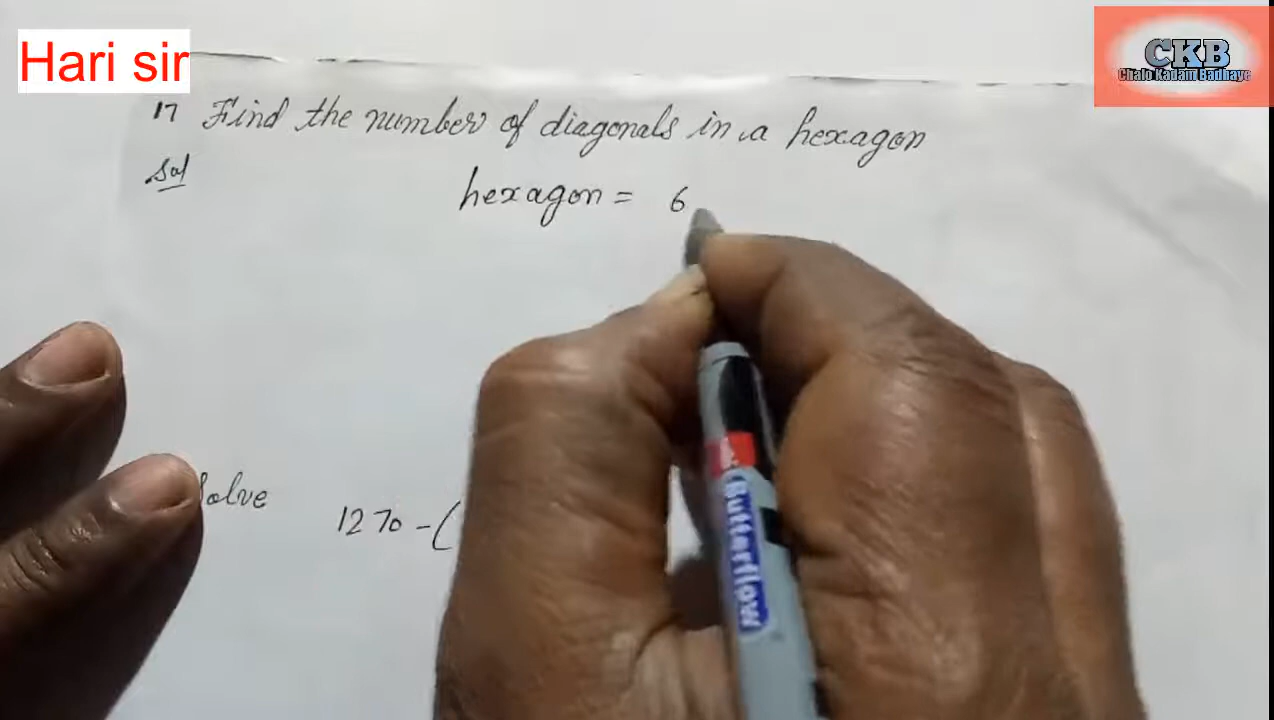 Hari sir
CKB
Chalo Kadam Badhaye
17 Find the number of diagonals in a hexagon
Sol
hexagon = 6
Solve
1270 - (
Butterflow